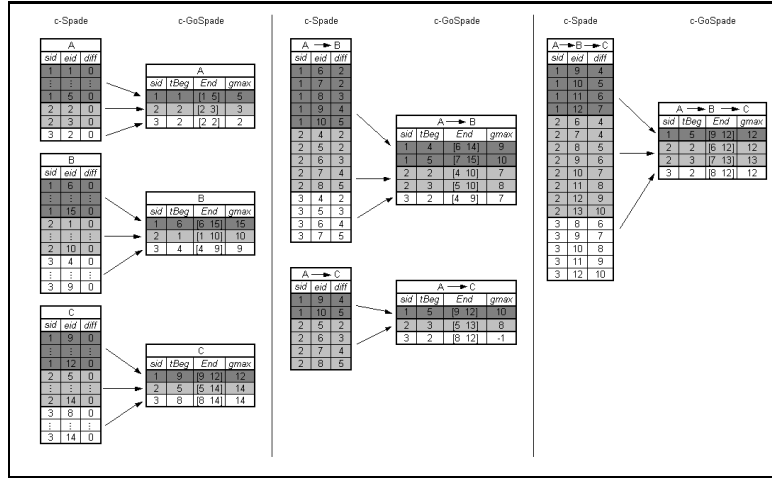 c-Spade
c-GoSpade
A
sid eid diff
1 1 0
⋮ ⋮ ⋮
1 5 0
2 2 0
2 3 0
3 2 0
A
sid tBeg End gmax
1 1 [1 5] 5
2 2 [2 3] 3
3 2 [2 2] 2
B
sid eid diff
1 6 0
⋮ ⋮ ⋮
1 15 0
2 1 0
⋮ ⋮ ⋮
2 10 0
3 4 0
⋮ ⋮ ⋮
3 9 0
B
sid tBeg End gmax
1 6 [6 15] 15
2 1 [1 10] 10
3 4 [4 9] 9
C
sid eid diff
1 9 0
⋮ ⋮ ⋮
1 12 0
2 5 0
⋮ ⋮ ⋮
2 14 0
3 8 0
⋮ ⋮ ⋮
3 14 0
C
sid tBeg End gmax
1 9 [9 12] 12
2 5 [5 14] 14
3 8 [8 14] 14
c-Spade
c-GoSpade
A → B
sid eid diff
1 6 2
1 7 2
1 8 3
1 9 4
1 10 5
2 4 2
2 5 2
2 6 3
2 7 4
2 8 5
3 4 2
3 5 3
3 6 4
3 7 5
A → B
sid tBeg End gmax
1 4 [6 14] 9
1 5 [7 15] 10
2 2 [4 10] 7
2 3 [5 10] 8
3 2 [4 9] 7
A → C
sid eid diff
1 9 4
1 10 5
2 5 2
2 6 3
2 7 4
2 8 5
A → C
sid tBeg End gmax
1 5 [9 12] 10
2 3 [5 13] 8
3 2 [8 12] -1
c-Spade
c-GoSpade
A → B → C
sid eid diff
1 9 4
1 10 5
1 11 6
1 12 7
2 6 4
2 7 4
2 8 5
2 9 6
2 10 7
2 11 8
2 12 9
2 13 10
3 8 6
3 9 7
3 10 8
3 11 9
3 12 10
A → B → C
sid tBeg End gmax
1 5 [9 12] 12
2 2 [6 12] 12
2 3 [7 13] 13
3 2 [8 12] 12